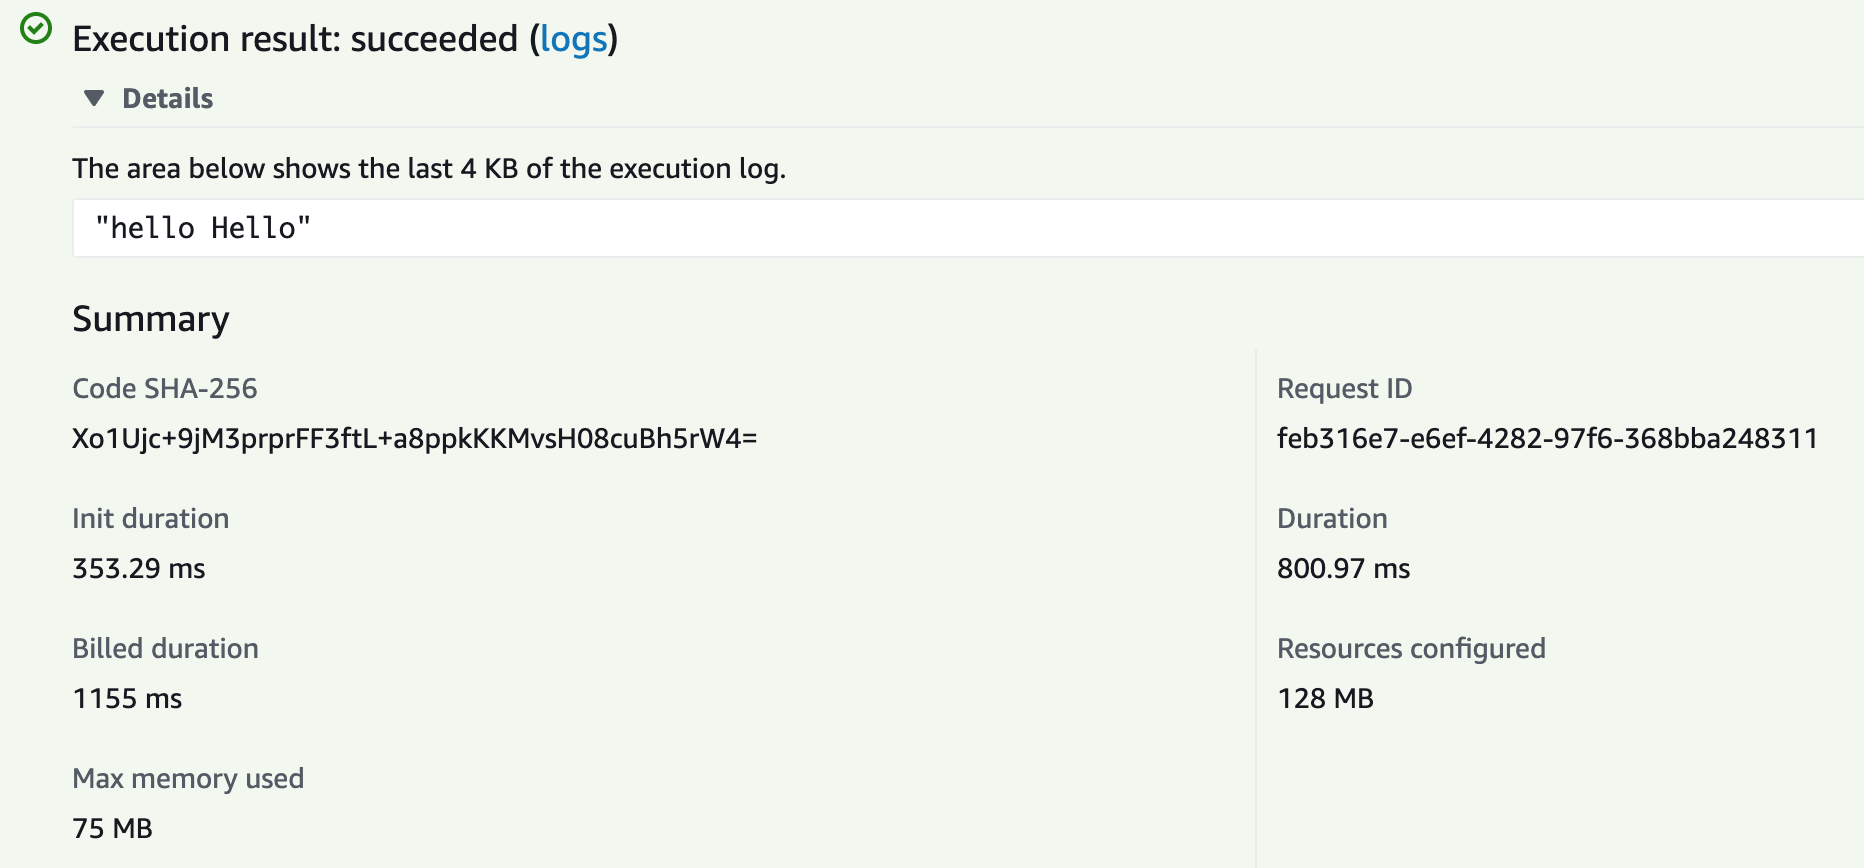 Execution result: succeeded (logs)
Details
The area below shows the last 4 KB of the execution log.
"hello Hello"
Summary
Code SHA-256
Xo1Ujc+9jM3prprFF3ftL+a8ppkKKMvsH08cuBh5rW4=
Request ID
feb316e7-e6ef-4282-97f6-368bba248311
Init duration
353.29 ms
Duration
800.97 ms
Billed duration
1155 ms
Resources configured
128 MB
Max memory used
75 MB